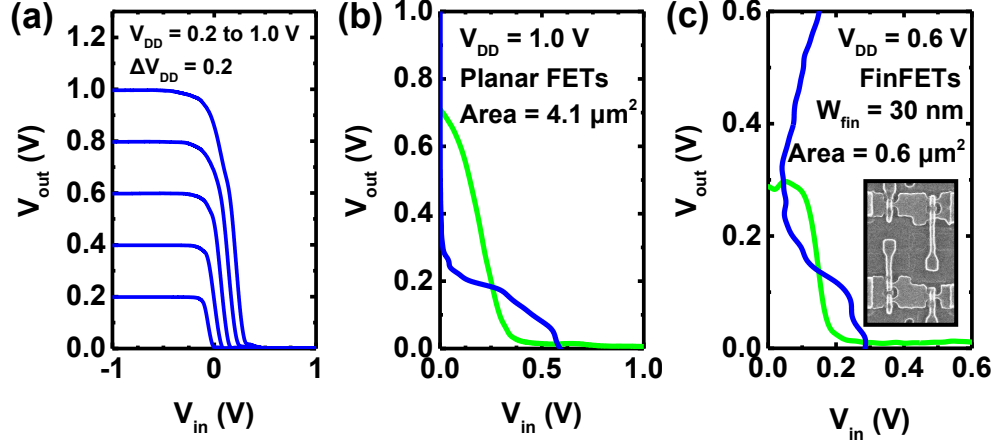 (a)
V_DD = 0.2 to 1.0 V
ΔV_DD = 0.2
1.2
1.0
0.8
0.6
0.4
0.2
0.0
-1
0
1
V_out (V)
V_in (V)
(b)
V_DD = 1.0 V
Planar FETs
Area = 4.1 µm²
1.0
0.8
0.6
0.4
0.2
0.0
0.0
0.5
1.0
V_out (V)
V_in (V)
(c)
V_DD = 0.6 V
FinFETs
W_fin = 30 nm
Area = 0.6 µm²
0.6
0.4
0.2
0.0
0.0
0.2
0.4
0.6
V_out (V)
V_in (V)